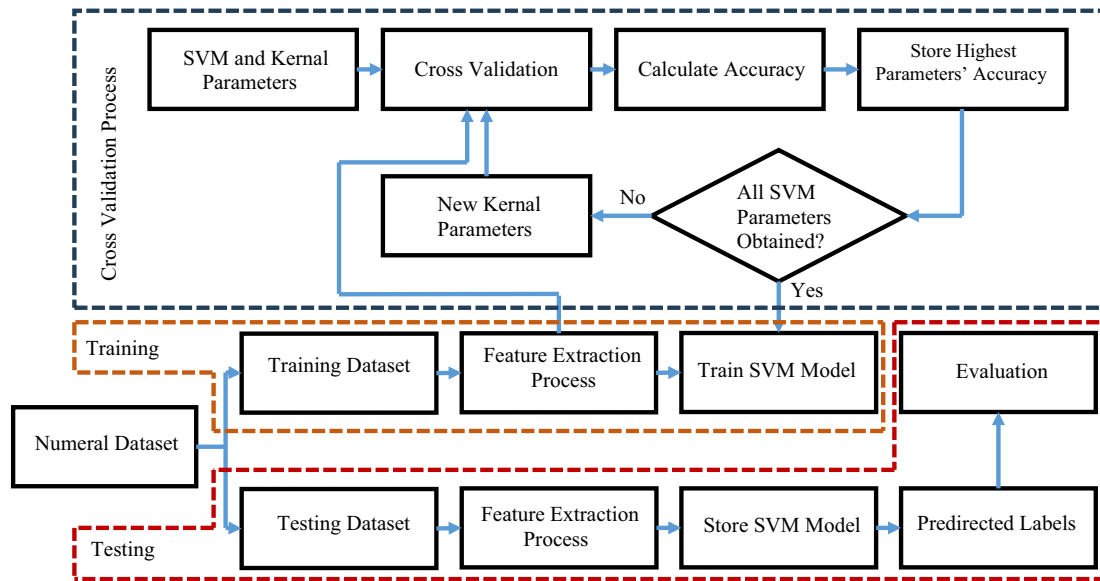 Cross Validation Process
SVM and Kernal
Parameters
Cross Validation
Calculate Accuracy
Store Highest
Parameters’ Accuracy
New Kernal
Parameters
No
All SVM
Parameters
Obtained?
Yes
Training
Training Dataset
Feature Extraction
Process
Train SVM Model
Evaluation
Numeral Dataset
Testing
Testing Dataset
Feature Extraction
Process
Store SVM Model
Predirected Labels